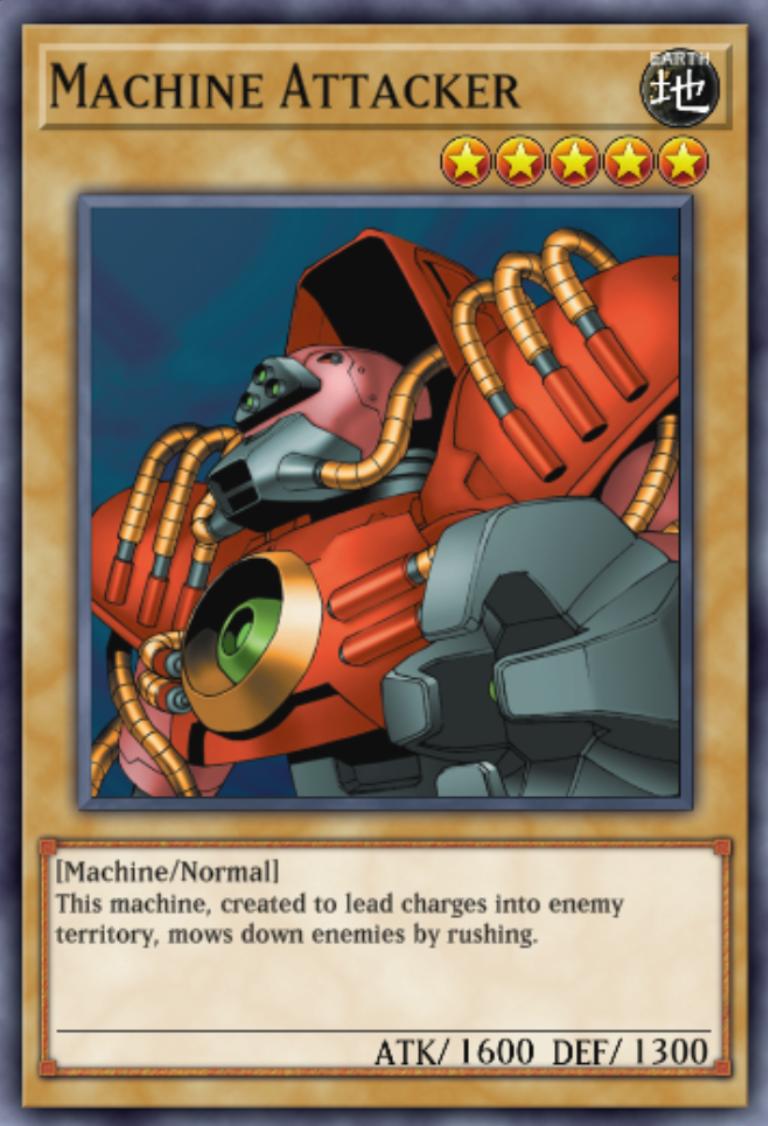 Machine Attacker
EARTH
地
[Machine/Normal]
This machine, created to lead charges into enemy
territory, mows down enemies by rushing.
ATK/ 1600 DEF/ 1300